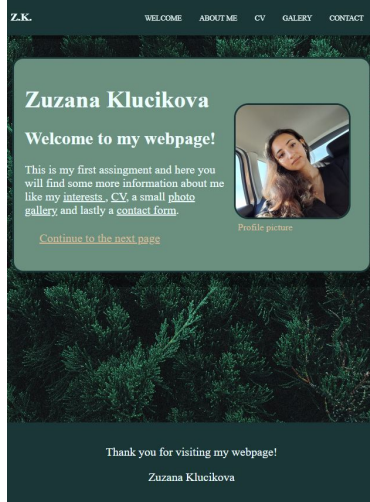 Z.K.
WELCOME ABOUT ME CV GALERY CONTACT
Zuzana Klucikova
Welcome to my webpage!
This is my first assingment and here you
will find some more information about me
like my interests , CV, a small photo
gallery and lastly a contact form.
Continue to the next page
Profile picture
Thank you for visiting my webpage!
Zuzana Klucikova